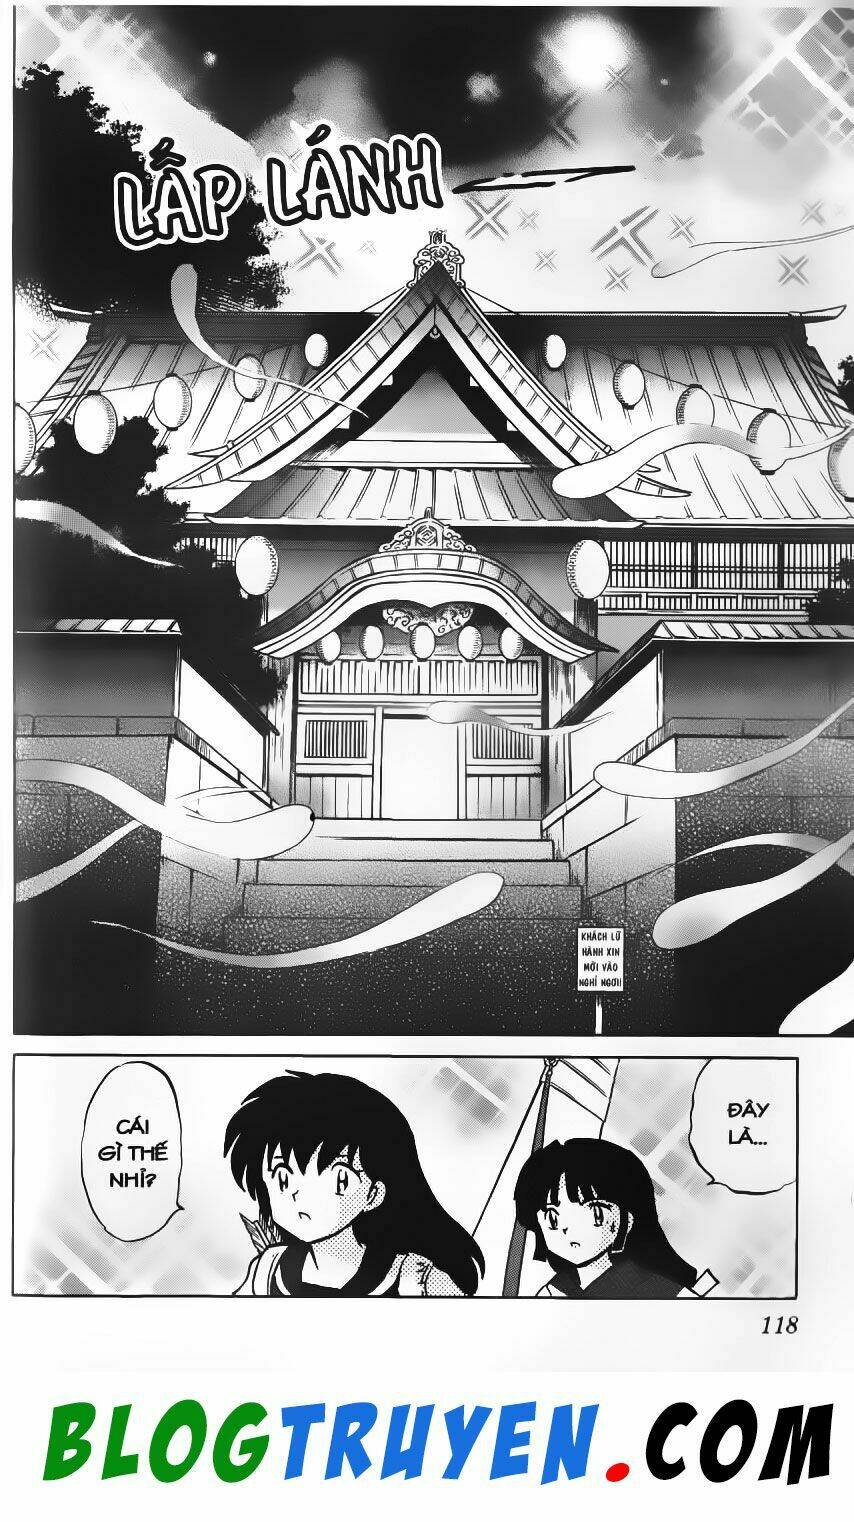 LẤP LÁNH
KHÁCH LỮ
HÀNH XIN
MỜI VÀO
NGHỈ NGƠI!
ĐÂY
LÀ...
CÁI
GÌ THẾ
NHỈ?
118
BLOGTRUYEN.COM